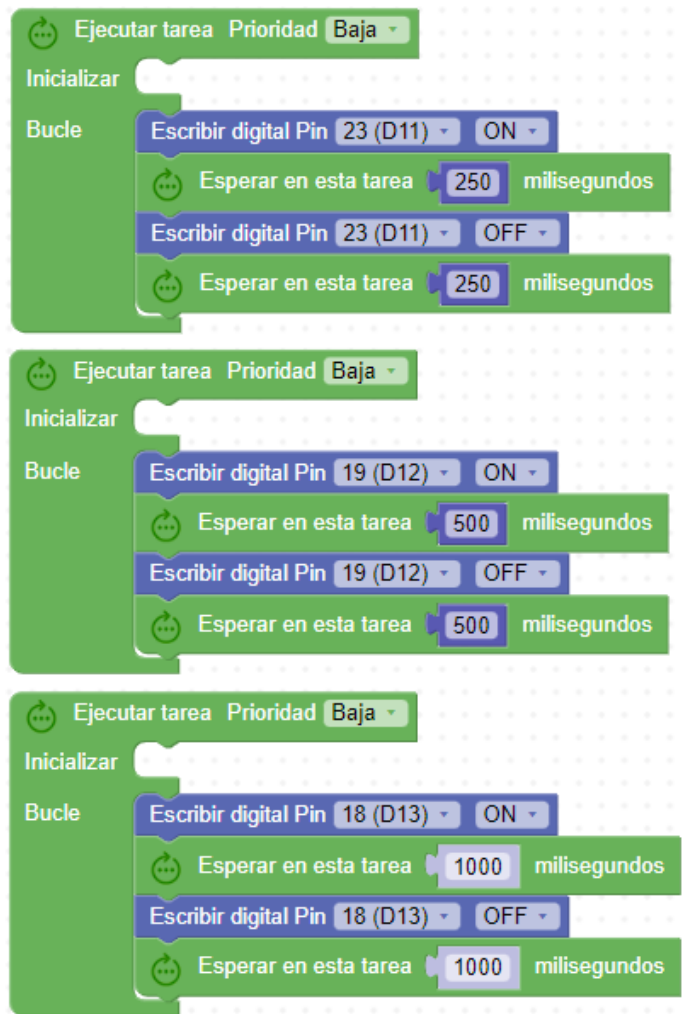 Ejecutar tarea Prioridad Baja
Inicializar
Bucle
Escribir digital Pin 23 (D11) ON
Esperar en esta tarea 250 milisegundos
Escribir digital Pin 23 (D11) OFF
Esperar en esta tarea 250 milisegundos
Ejecutar tarea Prioridad Baja
Inicializar
Bucle
Escribir digital Pin 19 (D12) ON
Esperar en esta tarea 500 milisegundos
Escribir digital Pin 19 (D12) OFF
Esperar en esta tarea 500 milisegundos
Ejecutar tarea Prioridad Baja
Inicializar
Bucle
Escribir digital Pin 18 (D13) ON
Esperar en esta tarea 1000 milisegundos
Escribir digital Pin 18 (D13) OFF
Esperar en esta tarea 1000 milisegundos